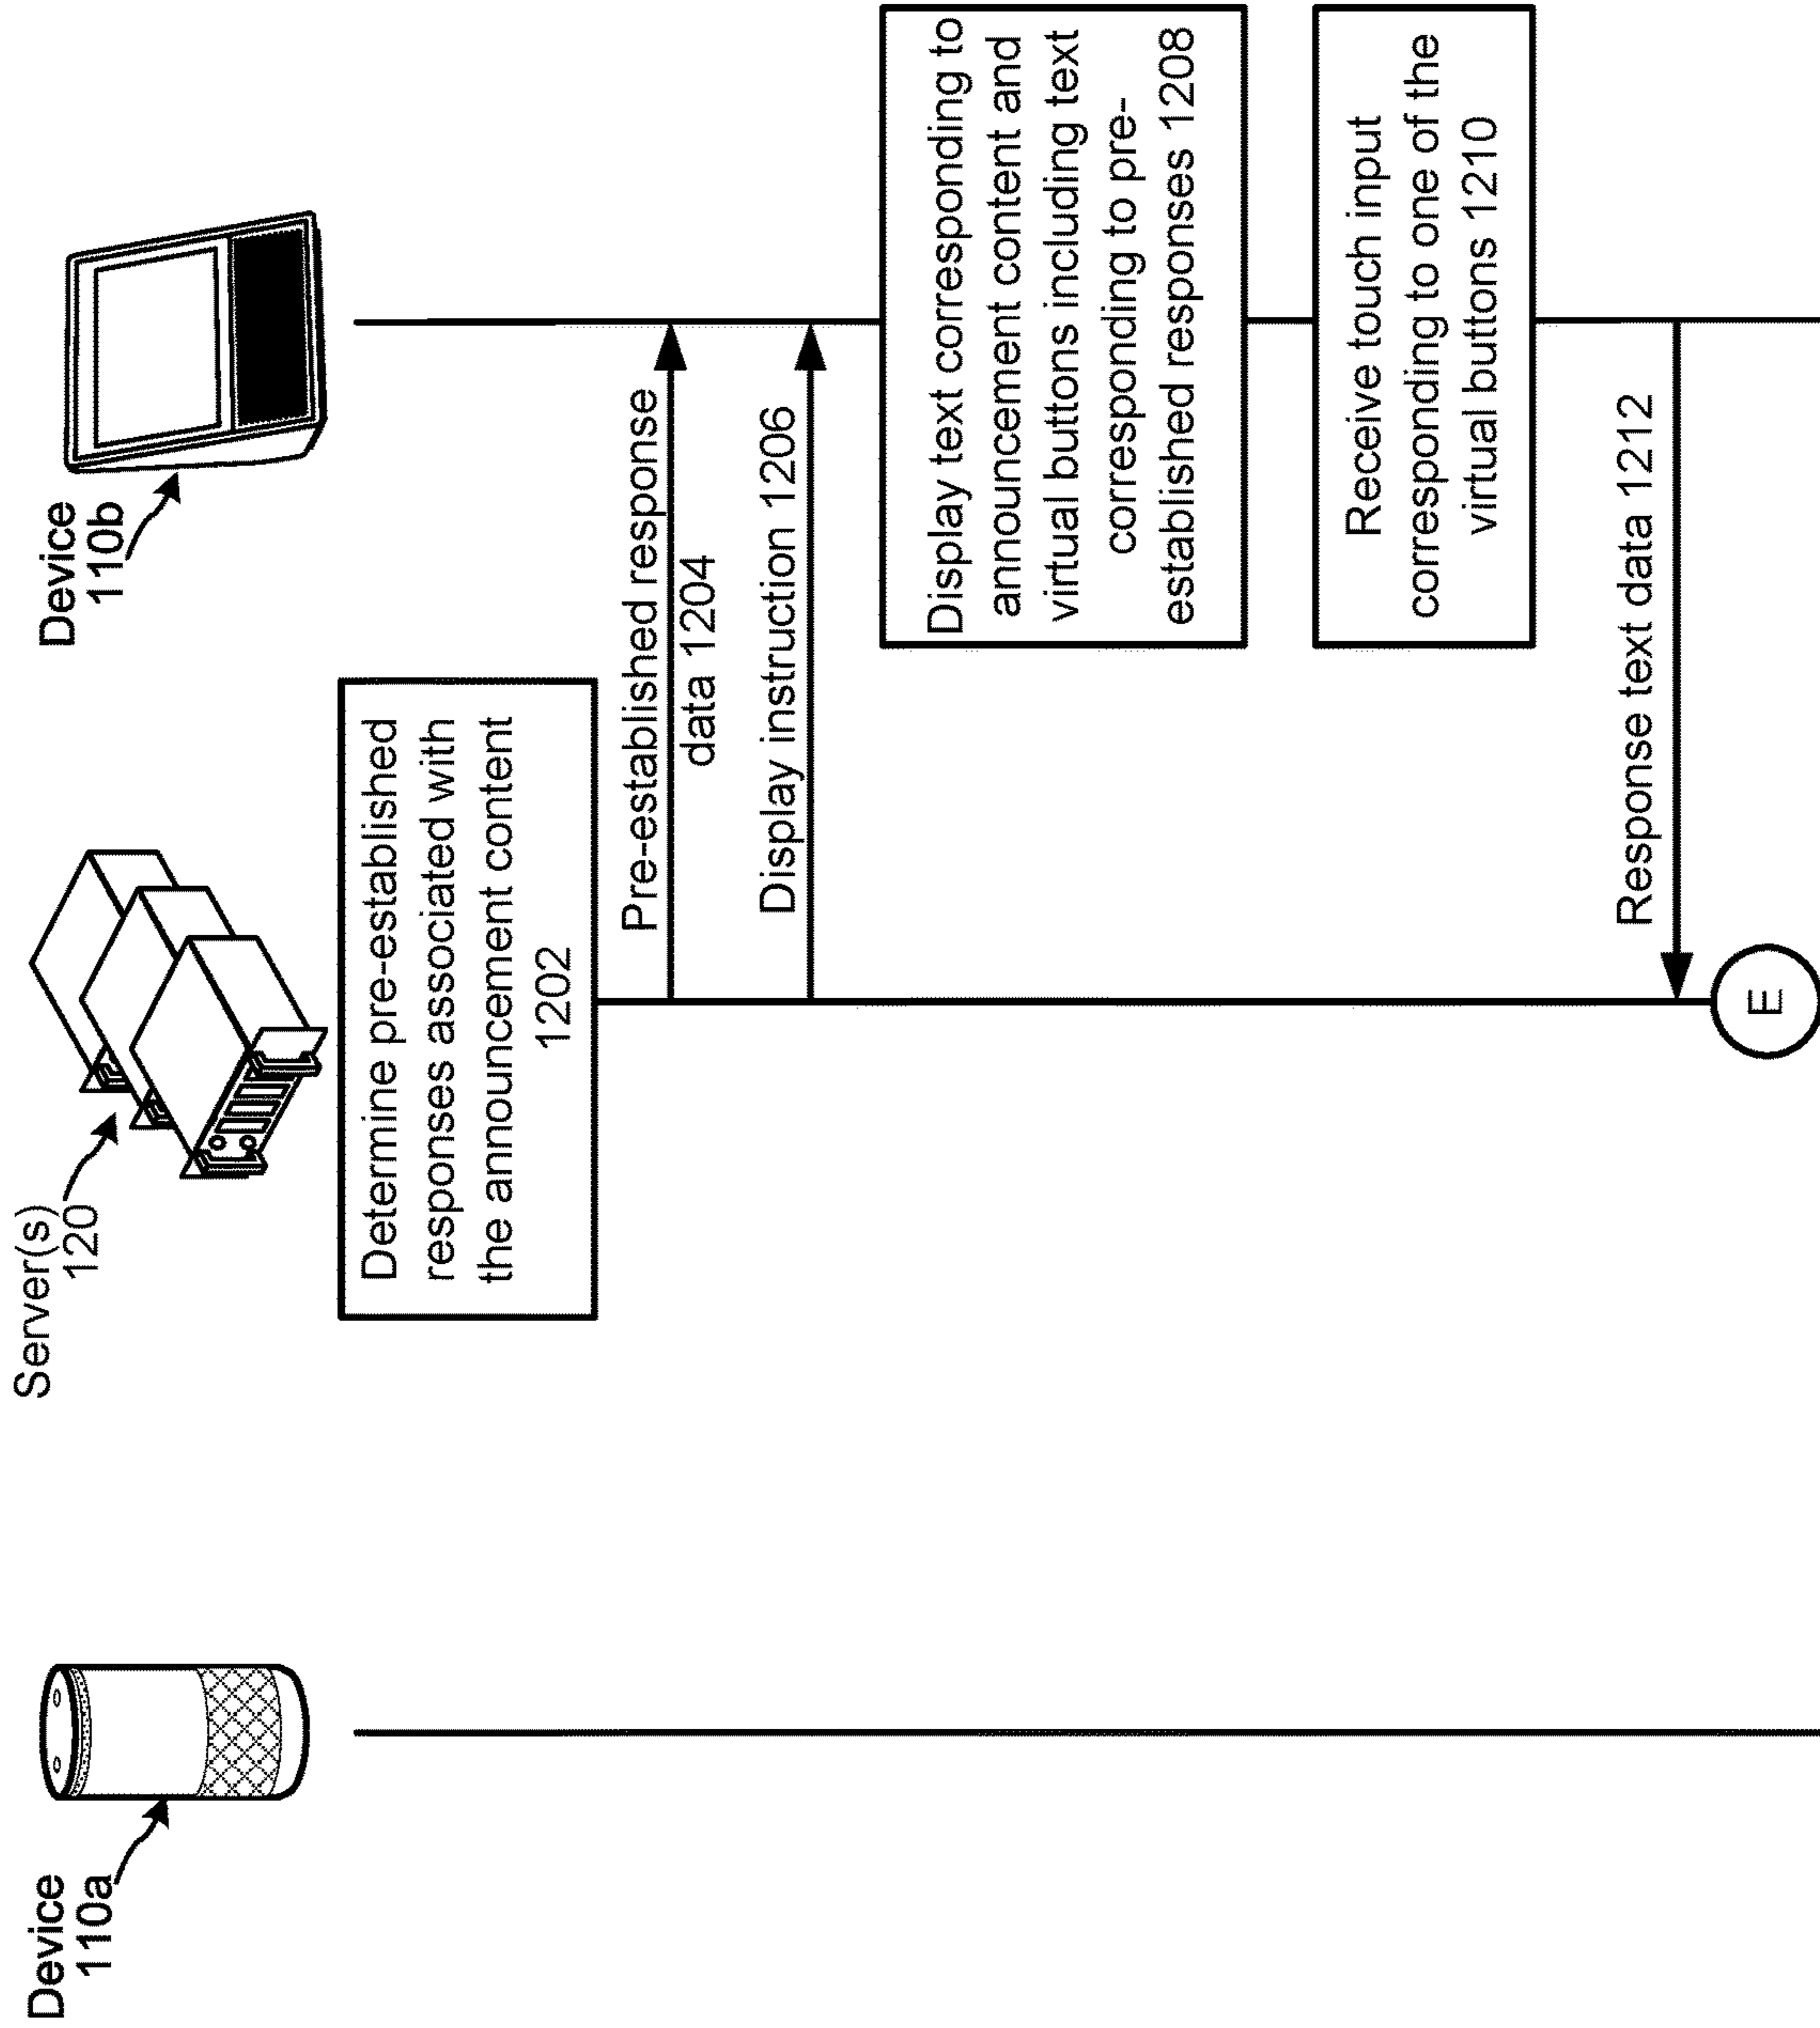 Device
110a
Server(s)
120
Device
110b
Determine pre-established
responses associated with
the announcement content
1202
Pre-established response
data 1204
Display instruction 1206
Display text corresponding to
announcement content and
virtual buttons including text
corresponding to pre-
established responses 1208
Receive touch input
corresponding to one of the
virtual buttons 1210
Response text data 1212
E